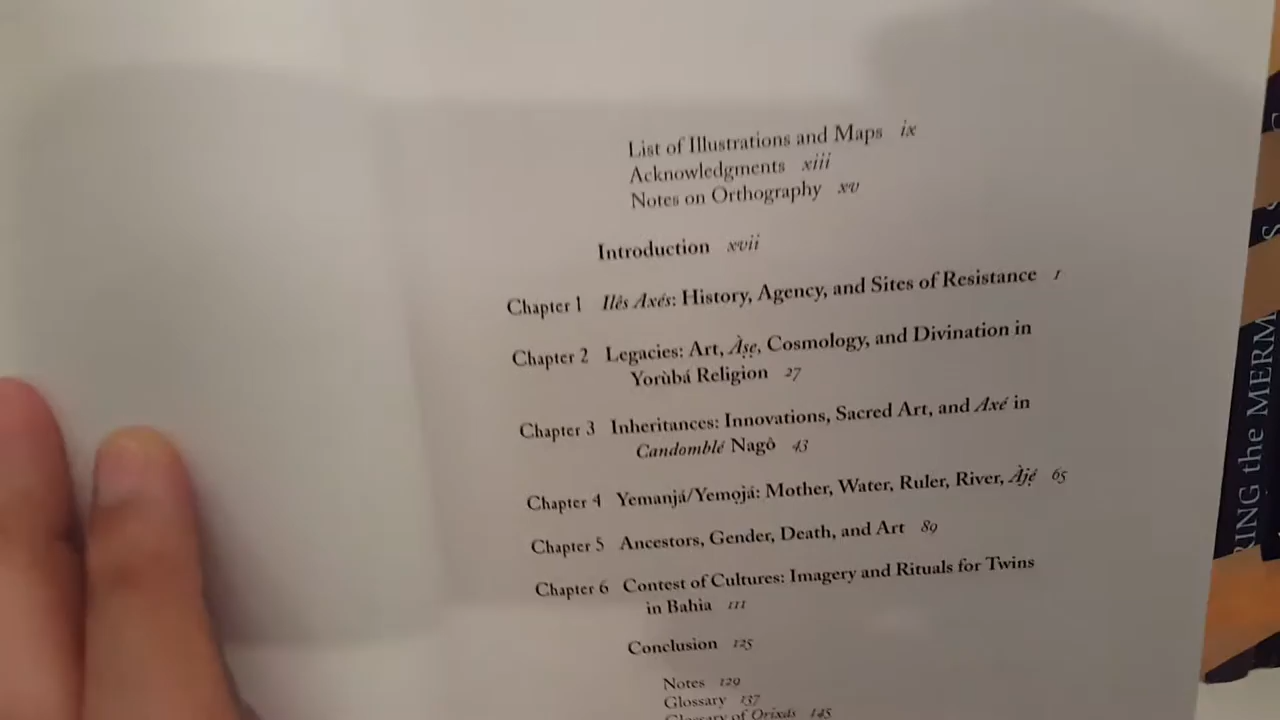 List of Illustrations and Maps ix
Acknowledgments xiii
Notes on Orthography xv
Introduction xvii
Chapter 1 Ilês Axés: History, Agency, and Sites of Resistance 1
Chapter 2 Legacies: Art, Àṣẹ, Cosmology, and Divination in
Yorùbá Religion 27
Chapter 3 Inheritances: Innovations, Sacred Art, and Axé in
Candomblé Nagô 43
Chapter 4 Yemanjá/Yemọjá: Mother, Water, Ruler, River, Àjẹ́ 65
Chapter 5 Ancestors, Gender, Death, and Art 89
Chapter 6 Contest of Cultures: Imagery and Rituals for Twins
in Bahia 111
Conclusion 125
Notes 129
Glossary 137
Glossary of Orixás 145
RING the MERM